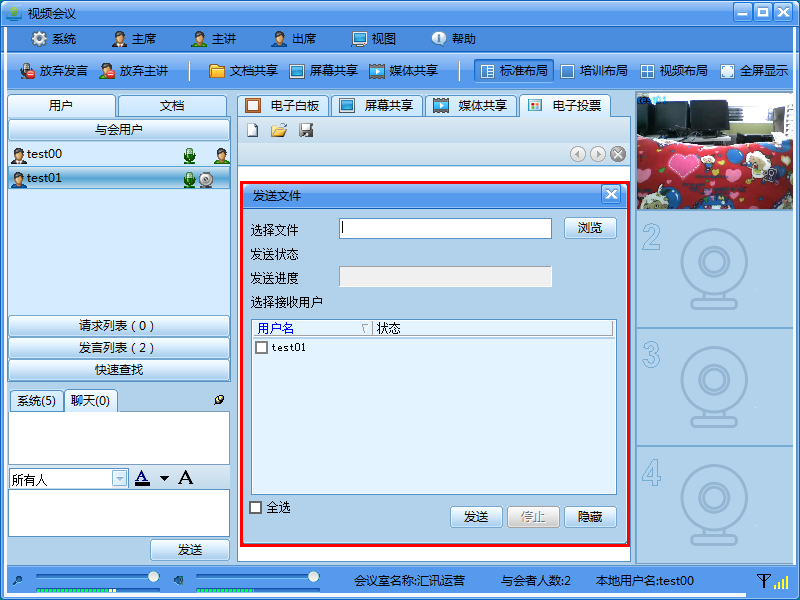 视频会议
系统 主席 主讲 出席 视图 帮助
放弃发言 放弃主讲 文档共享 屏幕共享 媒体共享 标准布局 培训布局 视频布局 全屏显示
用户 文档
与会用户
test00
test01
请求列表(0)
发言列表(2)
快速查找
系统(5) 聊天(0)
所有人 A A
发送
电子白板 屏幕共享 媒体共享 电子投票
发送文件
选择文件 浏览
发送状态
发送进度
选择接收用户
用户名 状态
test01
全选
发送 停止 隐藏
test01
2
3
4
会议室名称:汇讯运营 与会者人数:2 本地用户名:test00